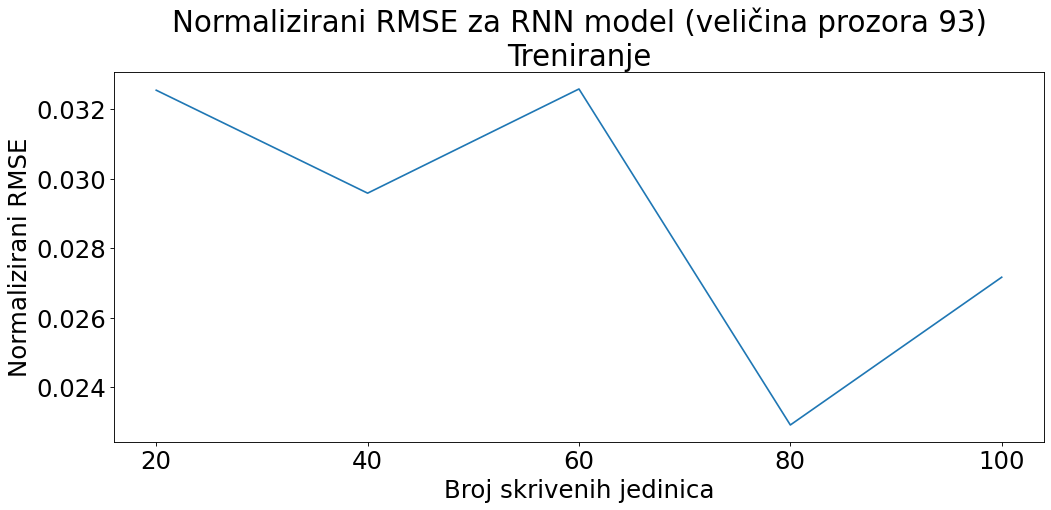 Normalizirani RMSE za RNN model (veličina prozora 93)
Treniranje
Normalizirani RMSE
0.032
0.030
0.028
0.026
0.024
20 40 60 80 100
Broj skrivenih jedinica